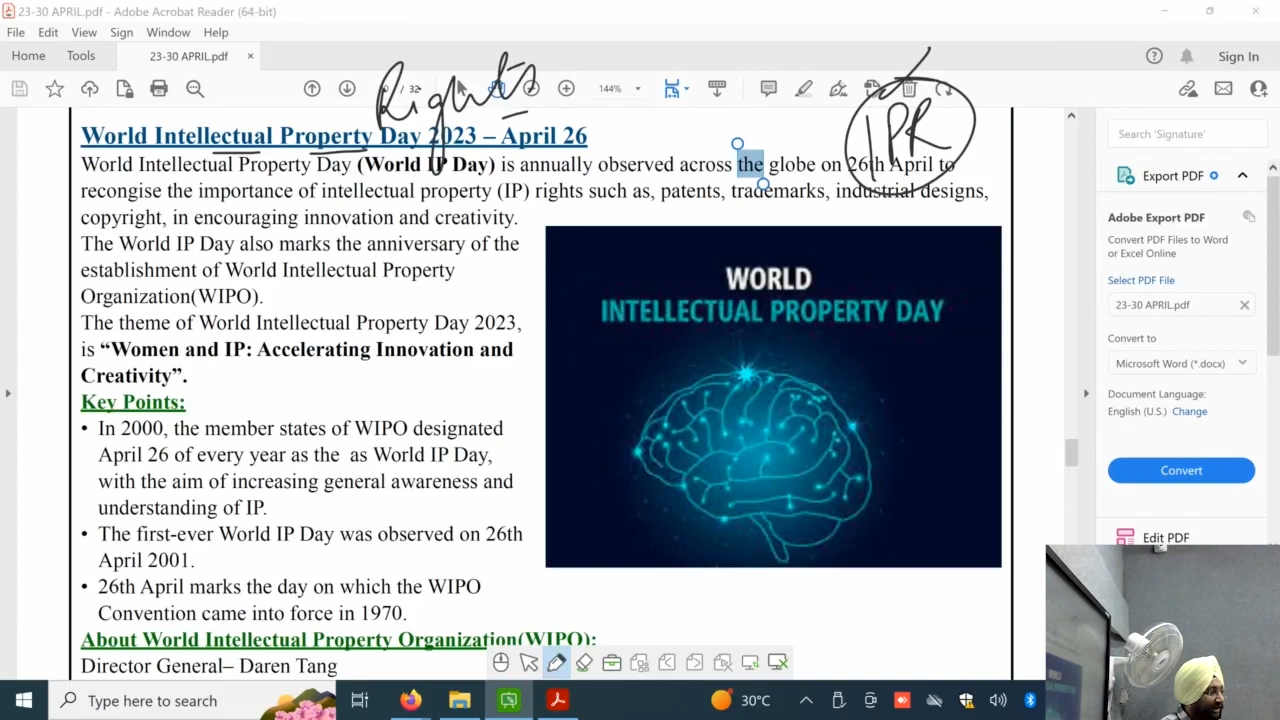 23-30 APRIL.pdf - Adobe Acrobat Reader (64-bit)
File Edit View Sign Window Help
Home Tools 23-30 APRIL.pdf × Sign In
/ 32 144%
Rights
IPR
World Intellectual Property Day 2023 – April 26
World Intellectual Property Day (World IP Day) is annually observed across the globe on 26th April to
recongise the importance of intellectual property (IP) rights such as, patents, trademarks, industrial designs,
copyright, in encouraging innovation and creativity.
The World IP Day also marks the anniversary of the
establishment of World Intellectual Property
Organization(WIPO).
The theme of World Intellectual Property Day 2023,
is “Women and IP: Accelerating Innovation and
Creativity”.
Key Points:
• In 2000, the member states of WIPO designated
April 26 of every year as the as World IP Day,
with the aim of increasing general awareness and
understanding of IP.
• The first-ever World IP Day was observed on 26th
April 2001.
• 26th April marks the day on which the WIPO
Convention came into force in 1970.
About World Intellectual Property Organization(WIPO):
Director General– Daren Tang
WORLD
INTELLECTUAL PROPERTY DAY
Search 'Signature'
Export PDF
Adobe Export PDF
Convert PDF Files to Word
or Excel Online
Select PDF File
23-30 APRIL.pdf
Convert to
Microsoft Word (*.docx)
Document Language:
English (U.S.) Change
Convert
Edit PDF
Type here to search
30°C
WORLD